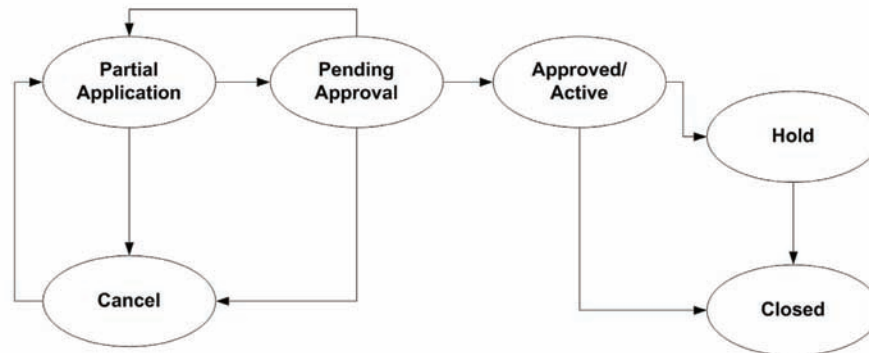 Partial
Application
Pending
Approval
Approved/
Active
Hold
Cancel
Closed